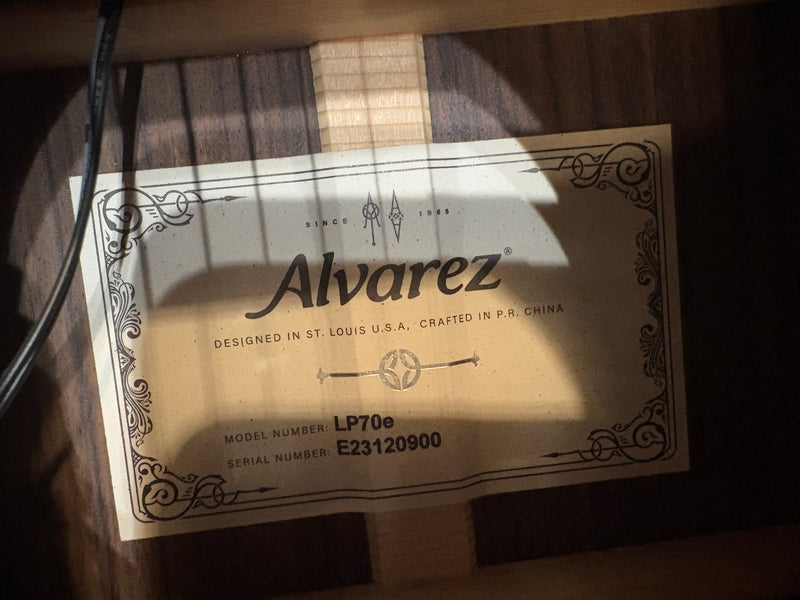 SINCE 1965
Alvarez®
DESIGNED IN ST. LOUIS U.S.A, CRAFTED IN P.R. CHINA
MODEL NUMBER: LP70e
SERIAL NUMBER: E23120900